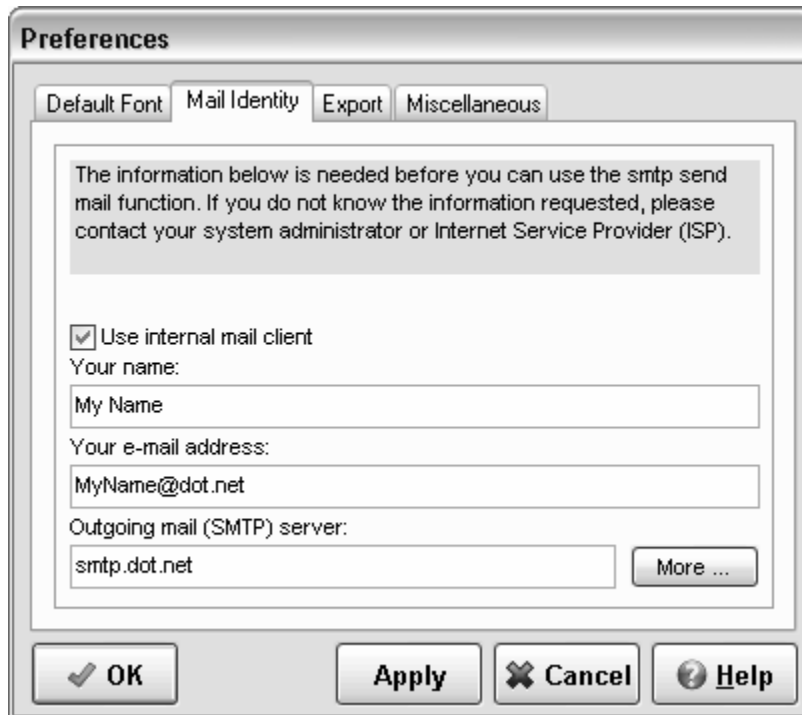 Preferences
Default Font Mail Identity Export Miscellaneous
The information below is needed before you can use the smtp send
mail function. If you do not know the information requested, please
contact your system administrator or Internet Service Provider (ISP).
Use internal mail client
Your name:
My Name
Your e-mail address:
MyName@dot.net
Outgoing mail (SMTP) server:
smtp.dot.net More ...
OK Apply Cancel Help